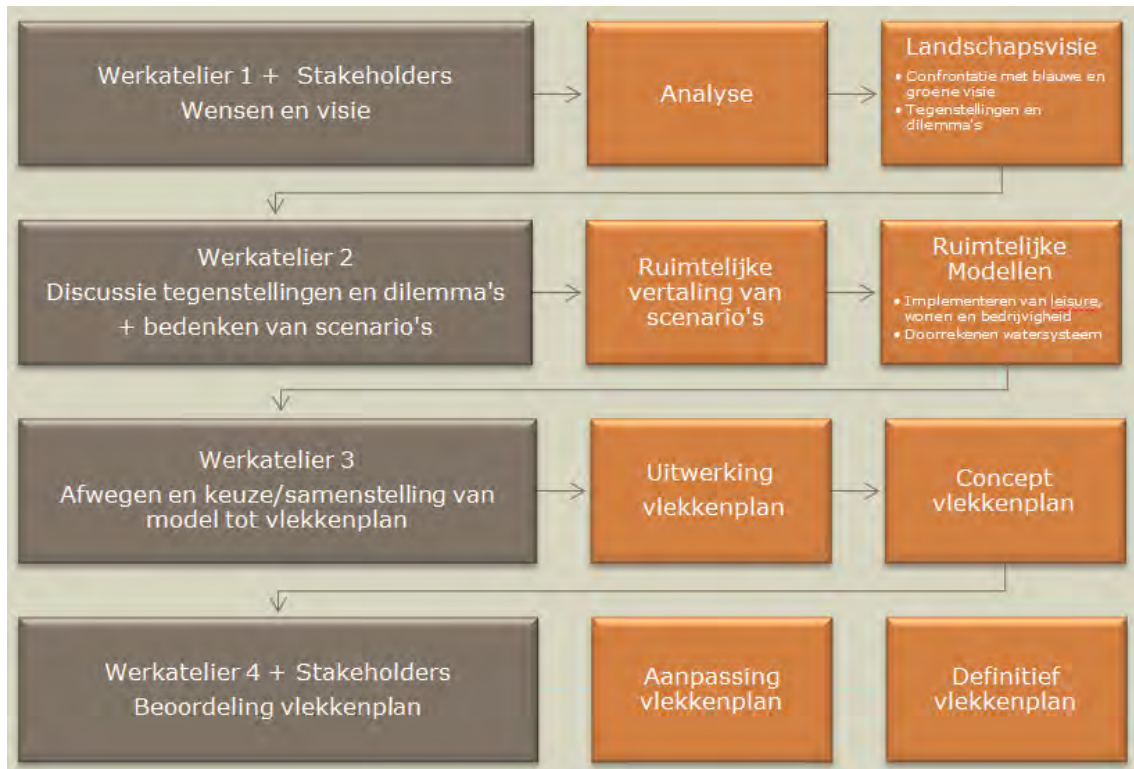 Werkatelier 1 + Stakeholders
Wensen en visie
Analyse
Landschapsvisie
• Confrontatie met blauwe en
groene visie
• Tegenstellingen en
dilemma's
Werkatelier 2
Discussie tegenstellingen en dilemma's
+ bedenken van scenario's
Ruimtelijke
vertaling van
scenario's
Ruimtelijke
Modellen
• Implementeren van leisure,
wonen en bedrijvigheid
• Doorrekenen watersysteem
Werkatelier 3
Afwegen en keuze/samenstelling van
model tot vlekkenplan
Uitwerking
vlekkenplan
Concept
vlekkenplan
Werkatelier 4 + Stakeholders
Beoordeling vlekkenplan
Aanpassing
vlekkenplan
Definitief
vlekkenplan